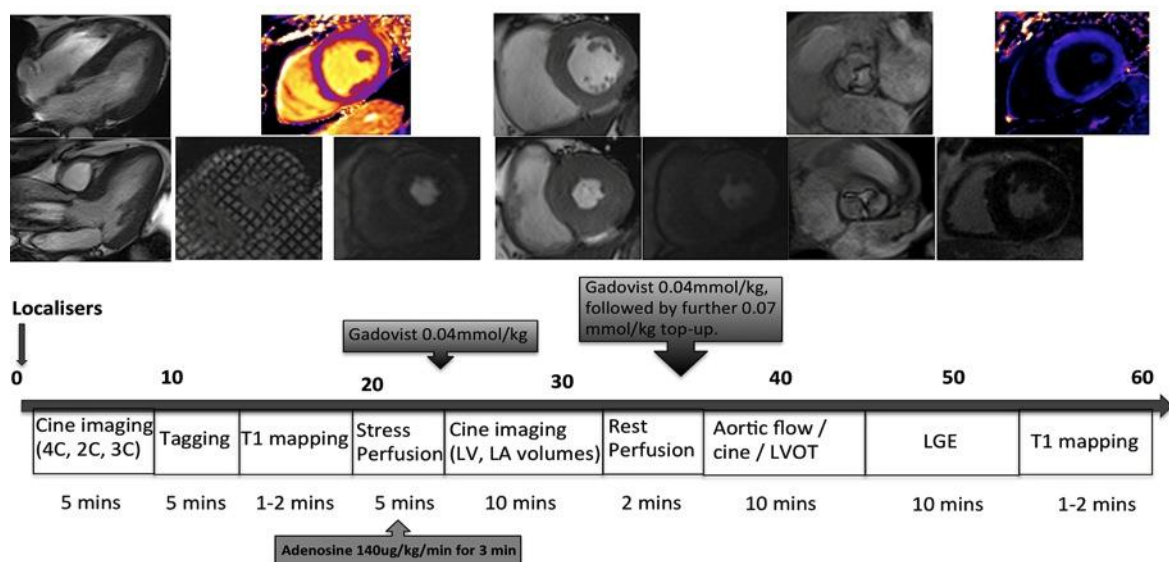 Gadovist 0.04mmol/kg,
followed by further 0.07
mmol/kg top-up.
Localisers
Gadovist 0.04mmol/kg
0 10 20 30 40 50 60
Cine imaging
(4C, 2C, 3C)
Tagging
T1 mapping
Stress
Perfusion
Cine imaging
(LV, LA volumes)
Rest
Perfusion
Aortic flow /
cine / LVOT
LGE
T1 mapping
5 mins 5 mins 1-2 mins 5 mins 10 mins 2 mins 10 mins 10 mins 1-2 mins
Adenosine 140ug/kg/min for 3 min